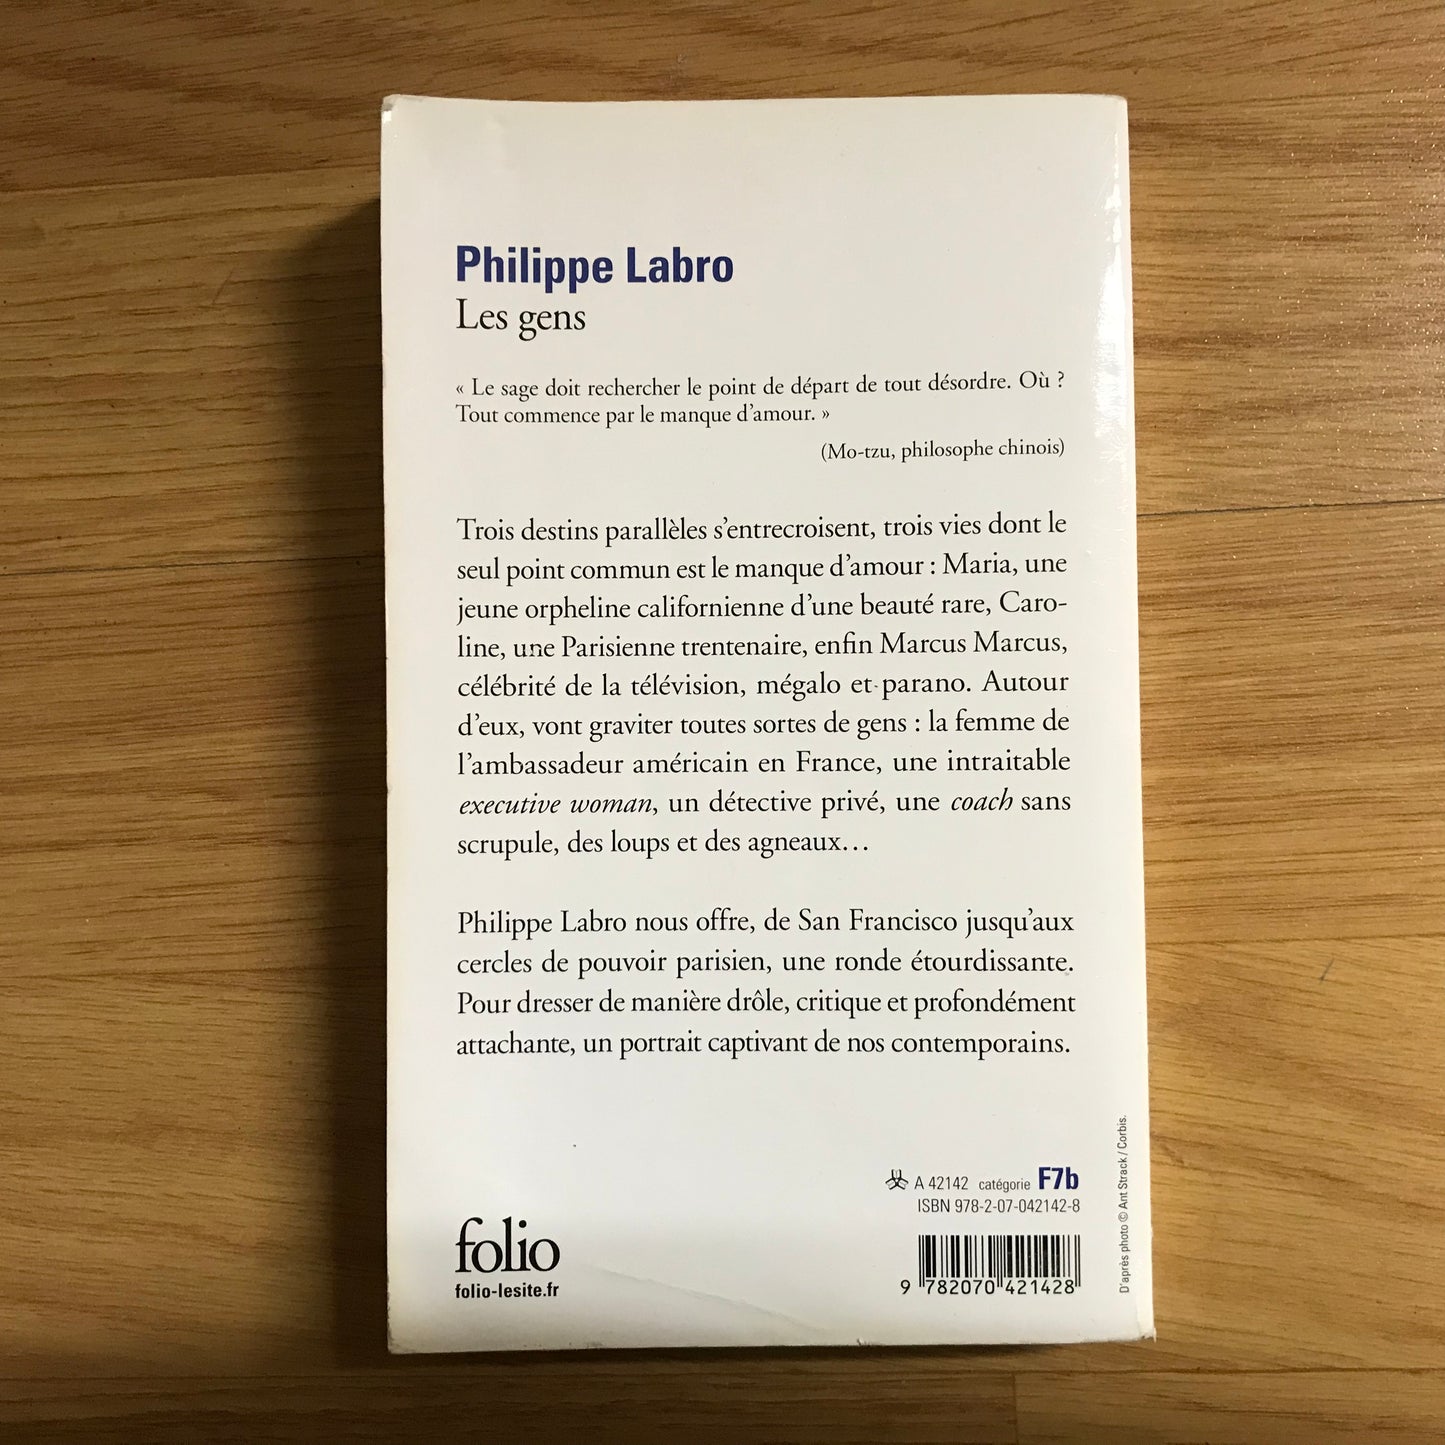 Philippe Labro
Les gens
« Le sage doit rechercher le point de départ de tout désordre. Où ?
Tout commence par le manque d'amour. »
(Mo-tzu, philosophe chinois)
Trois destins parallèles s'entrecroisent, trois vies dont le
seul point commun est le manque d'amour : Maria, une
jeune orpheline californienne d'une beauté rare, Caro-
line, une Parisienne trentenaire, enfin Marcus Marcus,
célébrité de la télévision, mégalo et parano. Autour
d'eux, vont graviter toutes sortes de gens : la femme de
l'ambassadeur américain en France, une intraitable
executive woman, un détective privé, une coach sans
scrupule, des loups et des agneaux…
Philippe Labro nous offre, de San Francisco jusqu'aux
cercles de pouvoir parisien, une ronde étourdissante.
Pour dresser de manière drôle, critique et profondément
attachante, un portrait captivant de nos contemporains.
A 42142 catégorie F7b
ISBN 978-2-07-042142-8
folio
folio-lesite.fr
9 782070 421428
D'après photo © Ant Strack / Corbis.